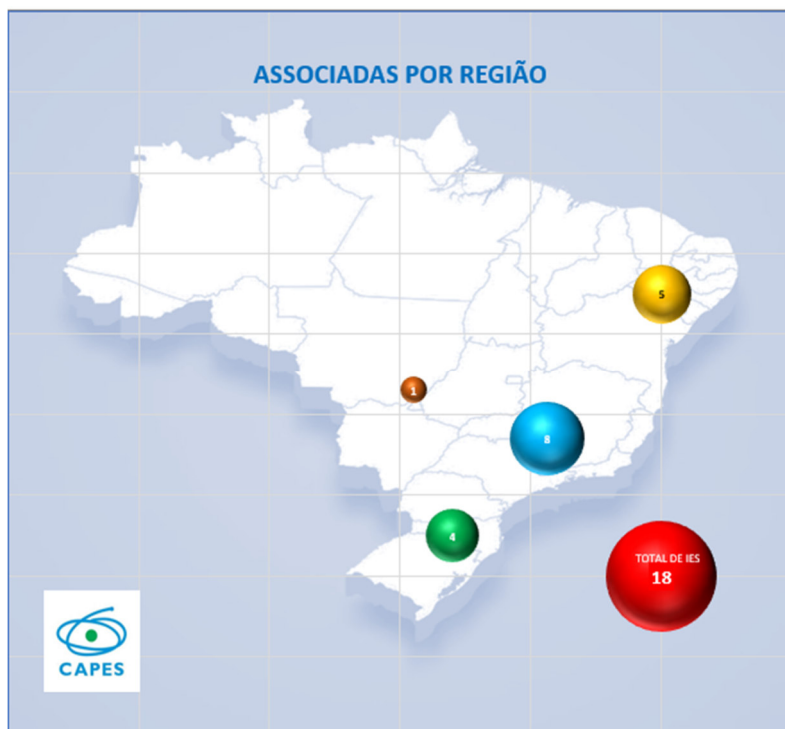 ASSOCIADAS POR REGIÃO
5
1
8
4
TOTAL DE IES
18
CAPES